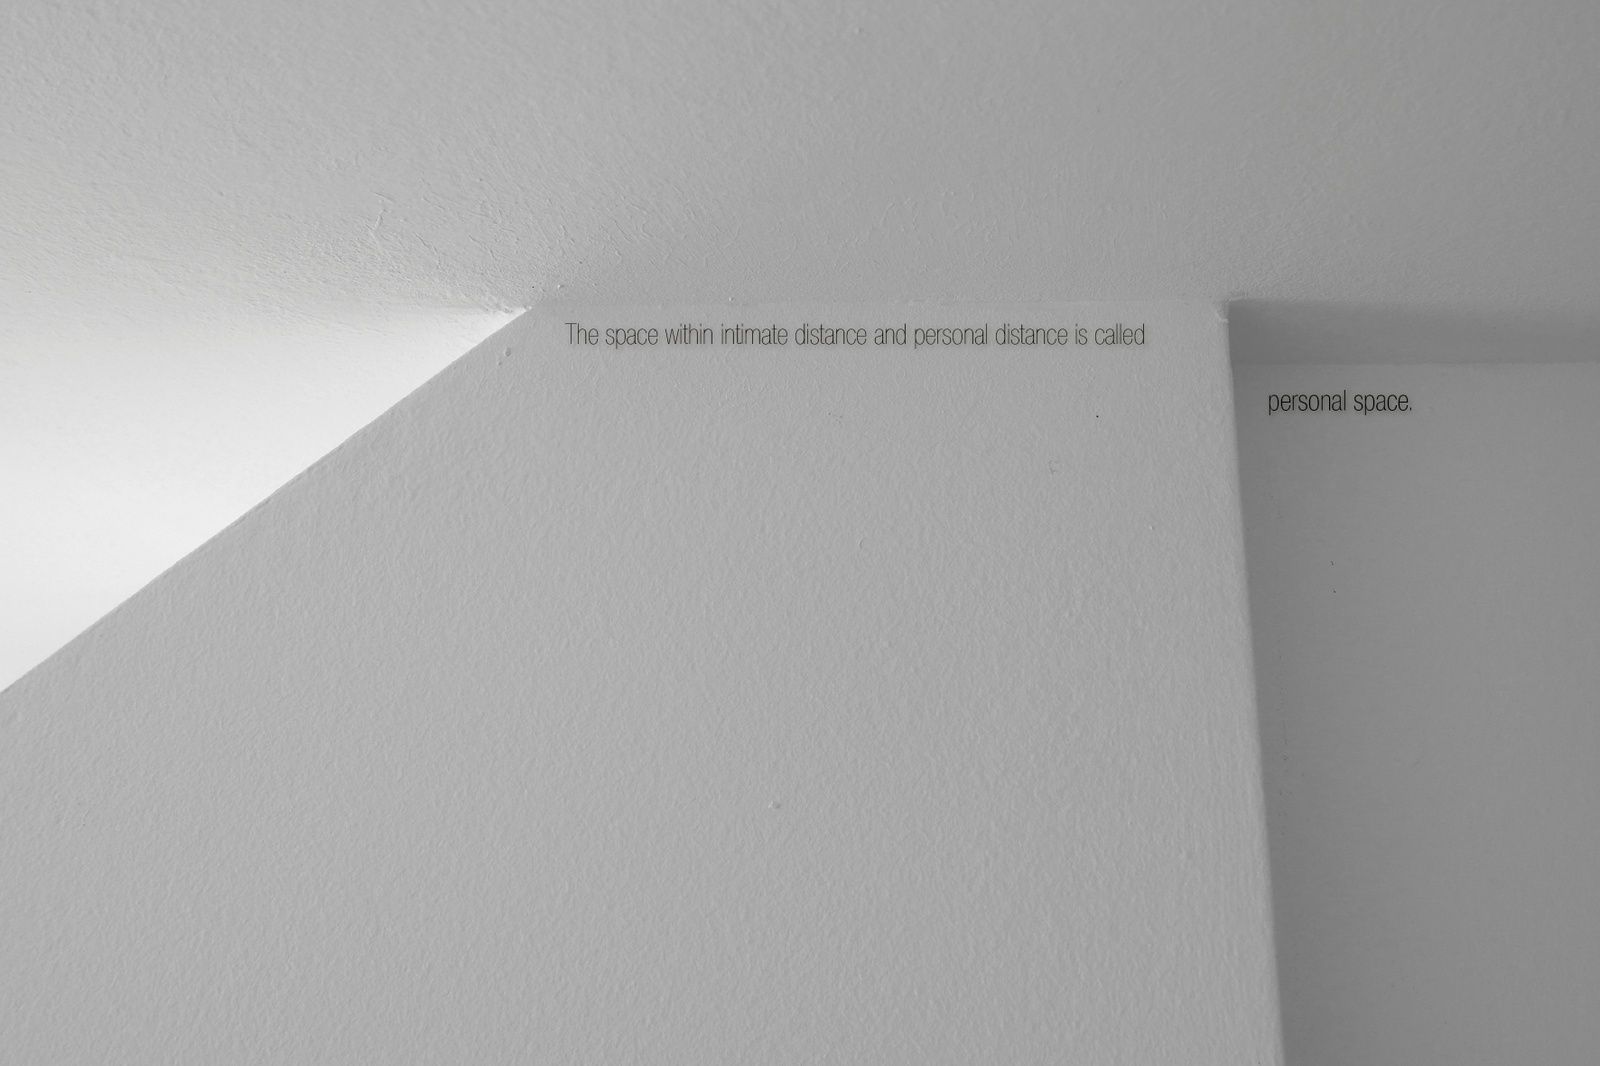 The space within intimate distance and personal distance is called
personal space.